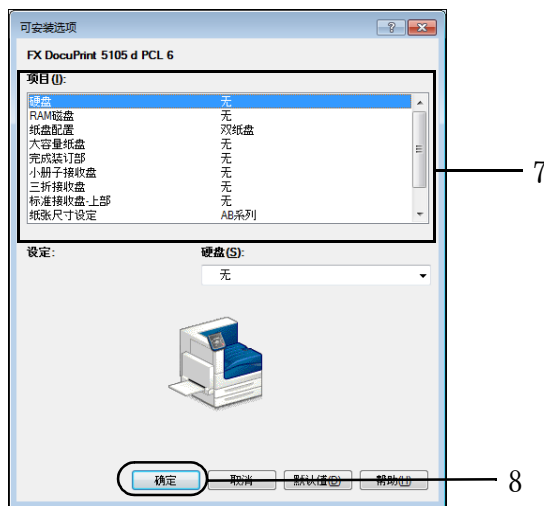 可安装选项
FX DocuPrint 5105 d PCL 6
项目(I):
硬盘 无
RAM磁盘 无
纸盘配置 双纸盘
大容量纸盘 无
完成装订部 无
小册子接收盘 无
三折接收盘 无
标准接收盘-上部 无
纸张尺寸设定 AB系列
7
设定: 硬盘(S):
无
确定 取消 默认值(D) 帮助(H) 8